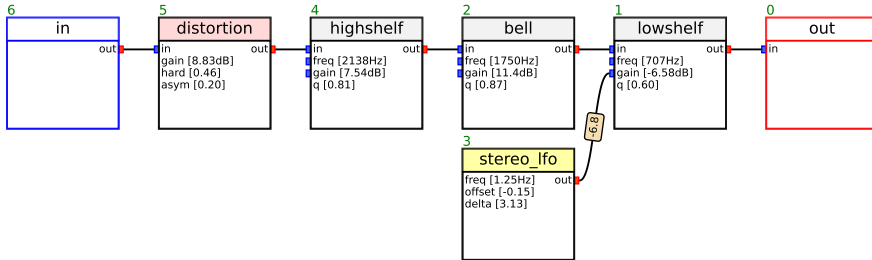 6
in
out
5
distortion
in
out
gain [8.83dB]
hard [0.46]
asym [0.20]
4
highshelf
in
out
freq [2138Hz]
gain [7.54dB]
q [0.81]
2
bell
in
out
freq [1750Hz]
gain [11.4dB]
q [0.87]
1
lowshelf
in
out
freq [707Hz]
gain [-6.58dB]
q [0.60]
0
out
in
-6.8
3
stereo_lfo
freq [1.25Hz]
out
offset [-0.15]
delta [3.13]